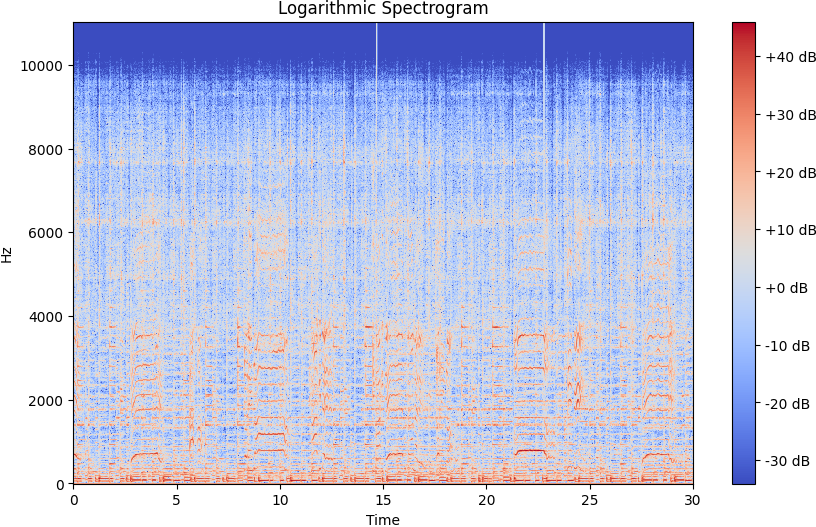 Logarithmic Spectrogram
Hz
10000
8000
6000
4000
2000
0
0 5 10 15 20 25 30
Time
+40 dB
+30 dB
+20 dB
+10 dB
+0 dB
-10 dB
-20 dB
-30 dB